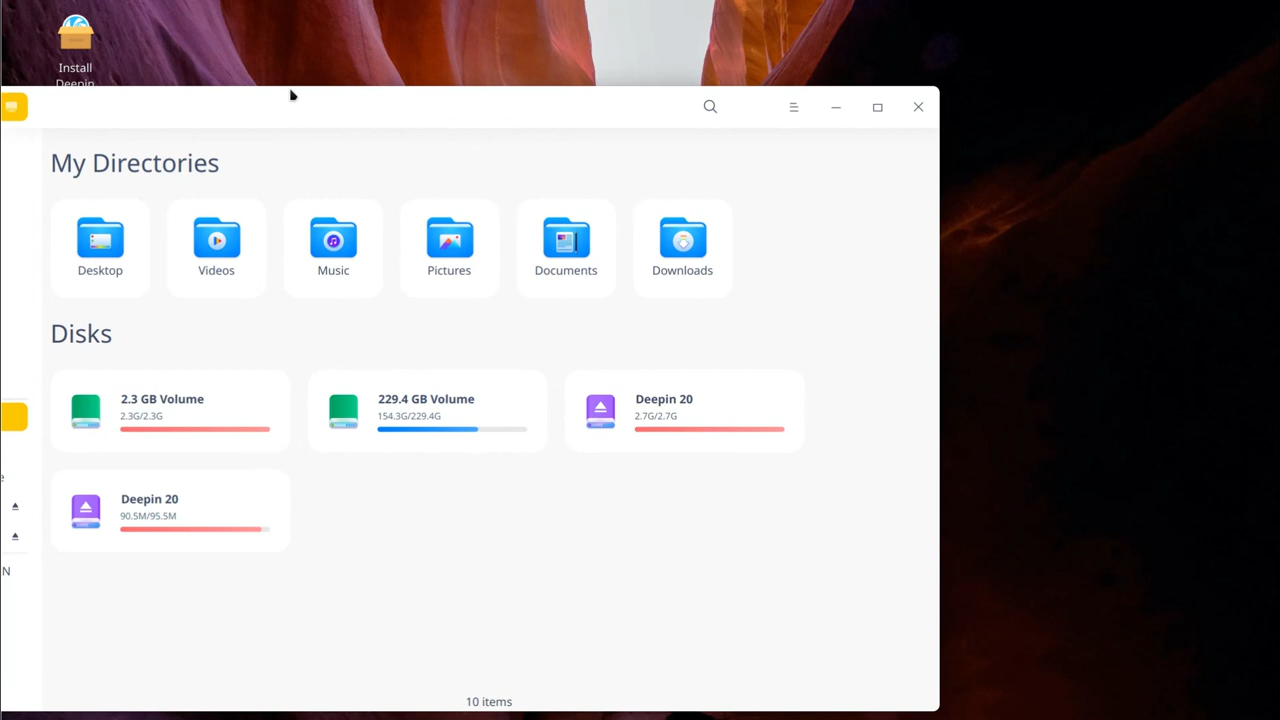 Install
Deepin
My Directories
Desktop
Videos
Music
Pictures
Documents
Downloads
Disks
2.3 GB Volume
2.3G/2.3G
229.4 GB Volume
154.3G/229.4G
Deepin 20
2.7G/2.7G
Deepin 20
90.5M/95.5M
e
N
10 items